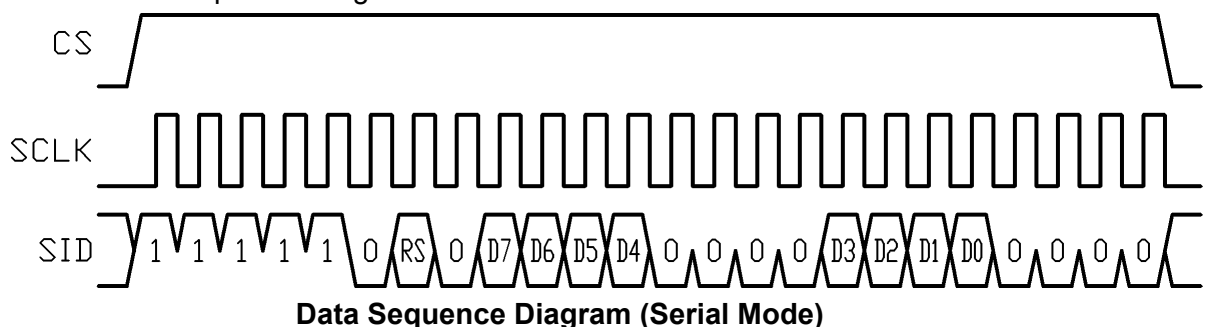 CS
SCLK
SID 1 1 1 1 1 0 RS 0 D7 D6 D5 D4 0 0 0 0 D3 D2 D1 D0 0 0 0 0
Data Sequence Diagram (Serial Mode)